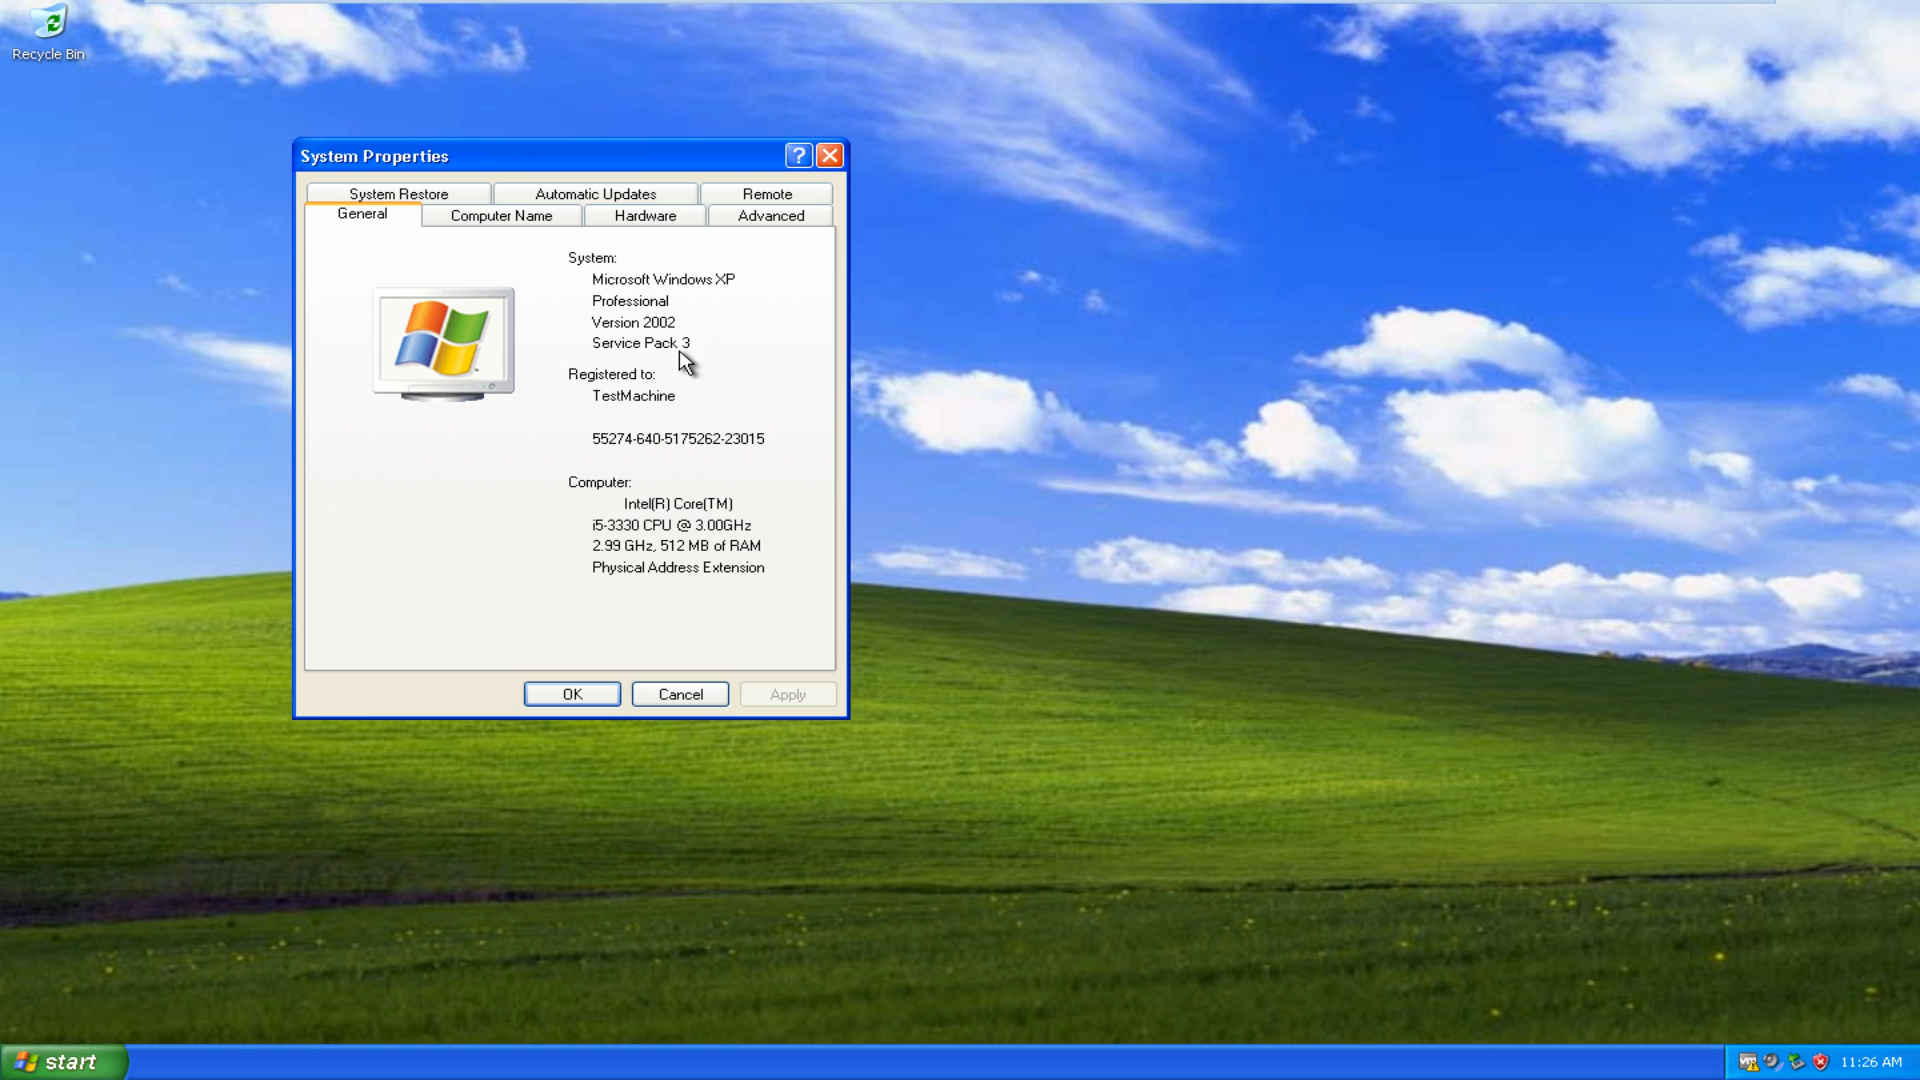 Recycle Bin
System Properties
System Restore
Automatic Updates
Remote
General
Computer Name
Hardware
Advanced
System:
Microsoft Windows XP
Professional
Version 2002
Service Pack 3
Registered to:
TestMachine
55274-640-5175262-23015
Computer:
Intel(R) Core(TM)
i5-3330 CPU @ 3.00GHz
2.99 GHz, 512 MB of RAM
Physical Address Extension
OK
Cancel
Apply
start
11:26 AM